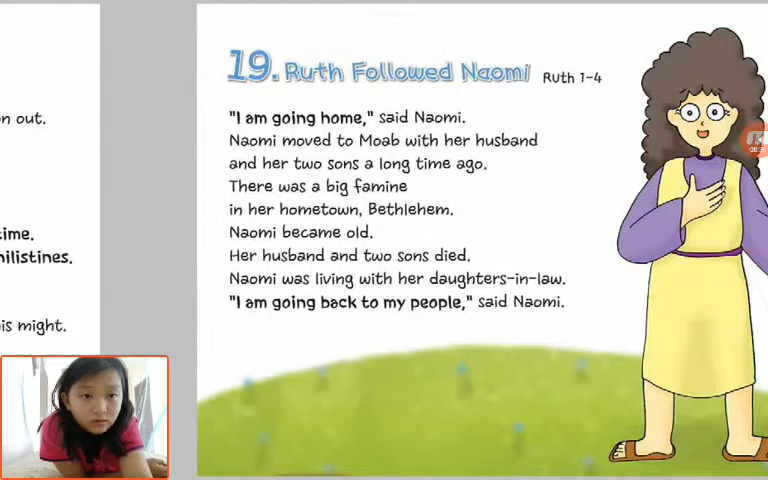 on out.
time.
hilistines.
is might.
19. Ruth Followed Naomi Ruth 1-4
"I am going home," said Naomi.
Naomi moved to Moab with her husband
and her two sons a long time ago.
There was a big famine
in her hometown, Bethlehem.
Naomi became old.
Her husband and two sons died.
Naomi was living with her daughters-in-law.
"I am going back to my people," said Naomi.